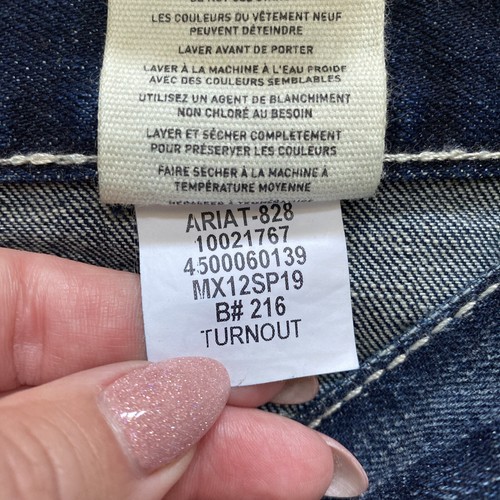 LES COULEURS DU VÊTEMENT NEUF
PEUVENT DÉTEINDRE
LAVER AVANT DE PORTER
LAVER À LA MACHINE À L'EAU FROIDE
AVEC DES COULEURS SEMBLABLES
UTILISEZ UN AGENT DE BLANCHIMENT
NON CHLORÉ AU BESOIN
LAVER ET SÉCHER COMPLETEMENT
POUR PRÉSERVER LES COULEURS
FAIRE SÉCHER À LA MACHINE À
TEMPÉRATURE MOYENNE
ARIAT-828
10021767
4500060139
MX12SP19
B# 216
TURNOUT